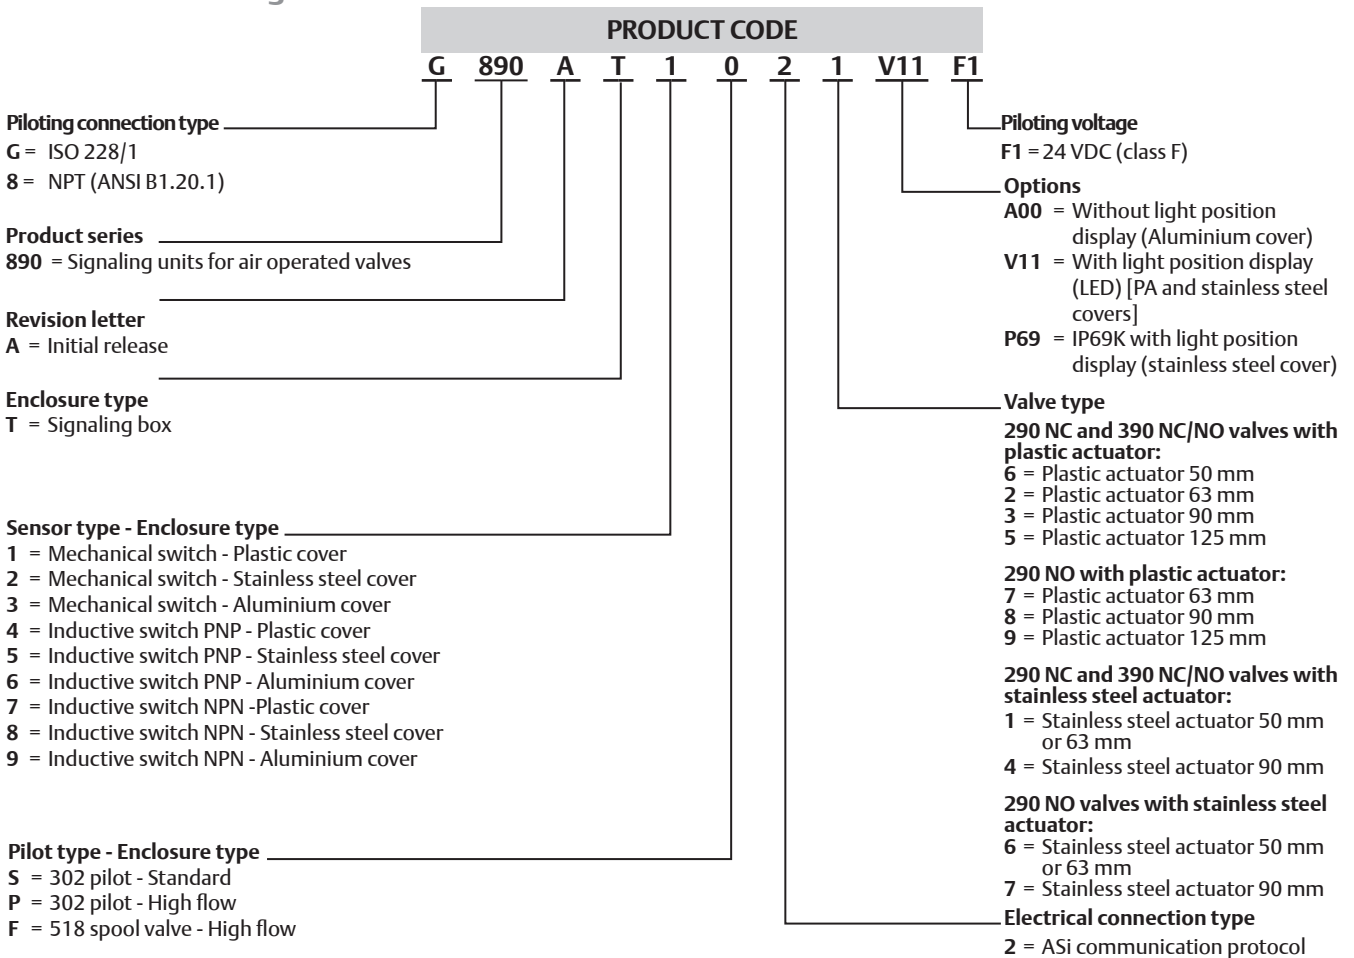 PRODUCT CODE
G 890 A T 1 0 2 1 V11 F1
Piloting connection type
G = ISO 228/1
8 = NPT (ANSI B1.20.1)
Product series
890 = Signaling units for air operated valves
Revision letter
A = Initial release
Enclosure type
T = Signaling box
Sensor type - Enclosure type
1 = Mechanical switch - Plastic cover
2 = Mechanical switch - Stainless steel cover
3 = Mechanical switch - Aluminium cover
4 = Inductive switch PNP - Plastic cover
5 = Inductive switch PNP - Stainless steel cover
6 = Inductive switch PNP - Aluminium cover
7 = Inductive switch NPN -Plastic cover
8 = Inductive switch NPN - Stainless steel cover
9 = Inductive switch NPN - Aluminium cover
Pilot type - Enclosure type
S = 302 pilot - Standard
P = 302 pilot - High flow
F = 518 spool valve - High flow
Piloting voltage
F1 = 24 VDC (class F)
Options
A00 = Without light position
display (Aluminium cover)
V11 = With light position display
(LED) [PA and stainless steel
covers]
P69 = IP69K with light position
display (stainless steel cover)
Valve type
290 NC and 390 NC/NO valves with
plastic actuator:
6 = Plastic actuator 50 mm
2 = Plastic actuator 63 mm
3 = Plastic actuator 90 mm
5 = Plastic actuator 125 mm
290 NO with plastic actuator:
7 = Plastic actuator 63 mm
8 = Plastic actuator 90 mm
9 = Plastic actuator 125 mm
290 NC and 390 NC/NO valves with
stainless steel actuator:
1 = Stainless steel actuator 50 mm
or 63 mm
4 = Stainless steel actuator 90 mm
290 NO valves with stainless steel
actuator:
6 = Stainless steel actuator 50 mm
or 63 mm
7 = Stainless steel actuator 90 mm
Electrical connection type
2 = ASi communication protocol